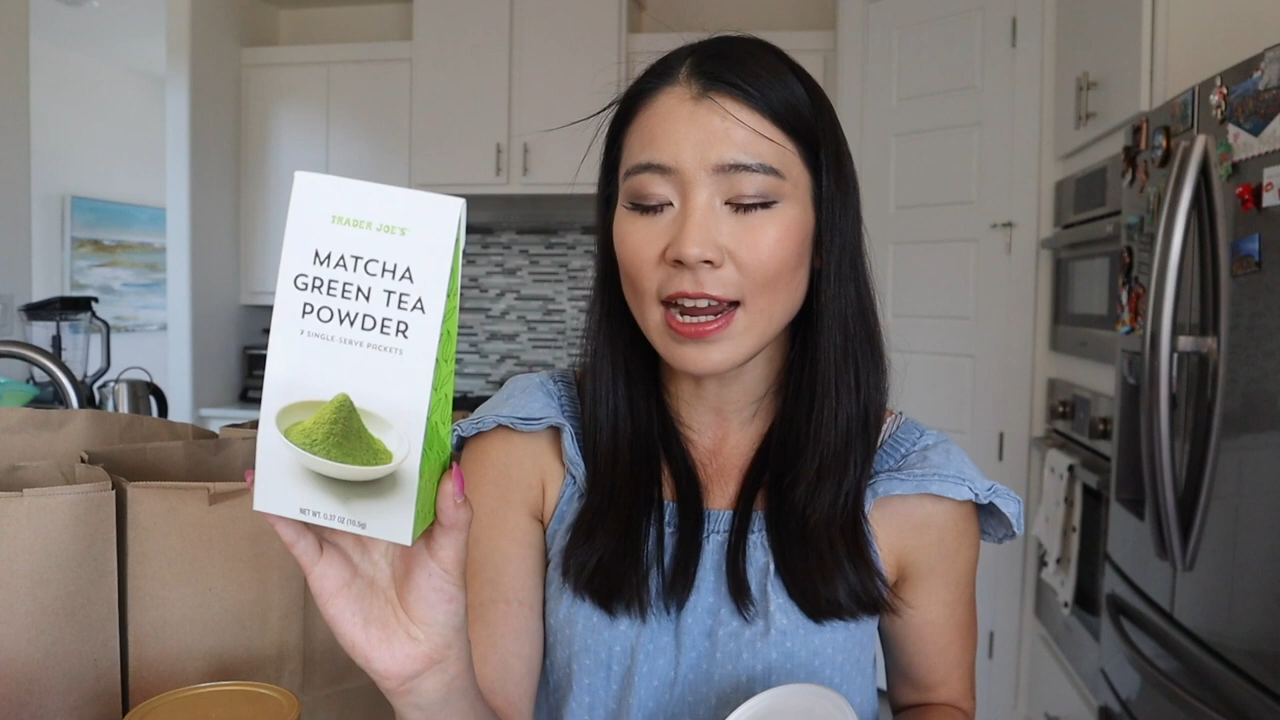 TRADER JOE'S
MATCHA
GREEN TEA
POWDER
7 SINGLE-SERVE PACKETS
NET WT. 0.37 OZ (10.5g)